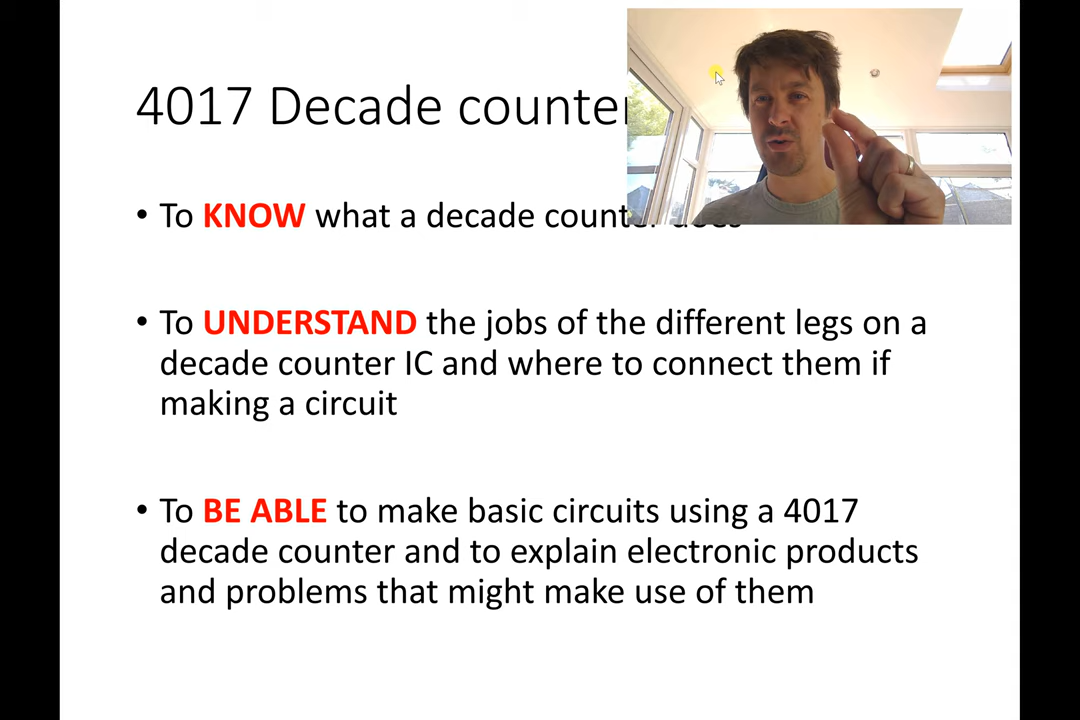 4017 Decade counter
• To KNOW what a decade counter does
• To UNDERSTAND the jobs of the different legs on a
decade counter IC and where to connect them if
making a circuit
• To BE ABLE to make basic circuits using a 4017
decade counter and to explain electronic products
and problems that might make use of them